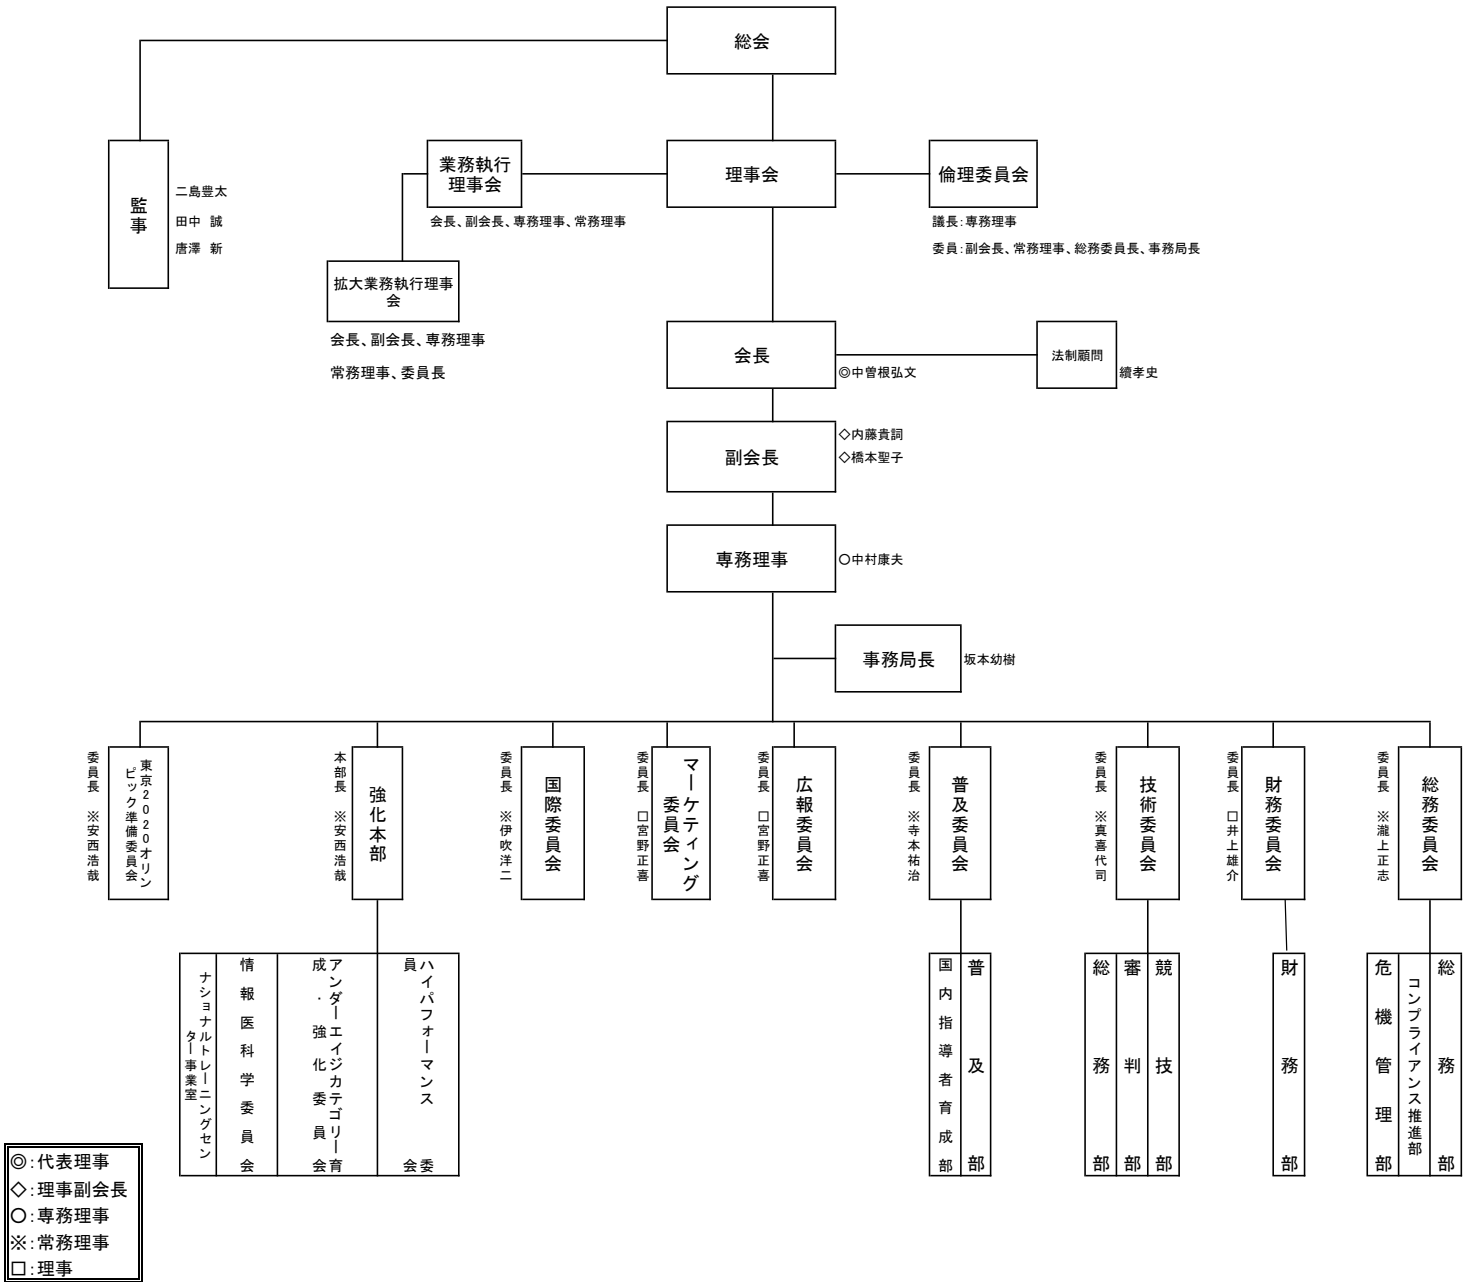 総会
監事
二島豊太
田中 誠
唐澤 新
業務執行
理事会
会長、副会長、専務理事、常務理事
理事会
倫理委員会
議長：専務理事
委員：副会長、常務理事、総務委員長、事務局長
拡大業務執行理事
会
会長、副会長、専務理事
常務理事、委員長
会長
◎中曽根弘文
法制顧問
續孝史
副会長
◇内藤貴詞
◇橋本聖子
専務理事
○中村康夫
事務局長
坂本幼樹
委員長 ※安西浩哉
東京2020オリン
ピック準備委員会
本部長 ※安西浩哉
強化本部
委員長 ※伊吹洋二
国際委員会
委員長 □宮野正喜
マーケティング
委員会
委員長 □宮野正喜
広報委員会
委員長 ※寺本祐治
普及委員会
委員長 ※真喜代司
技術委員会
委員長 □井上雄介
財務委員会
委員長 ※瀧上正志
総務委員会
ナショナルトレーニングセン
ター事業室
情報医科学委員会
アンダーエイジカテゴリー育
成・強化委員会
ハイパフォーマンス委
員会
国内指導者育成部
普及部
総務部
審判部
競技部
財務部
危機管理部
コンプライアンス推進部
総務部
◎：代表理事
◇：理事副会長
○：専務理事
※：常務理事
□：理事